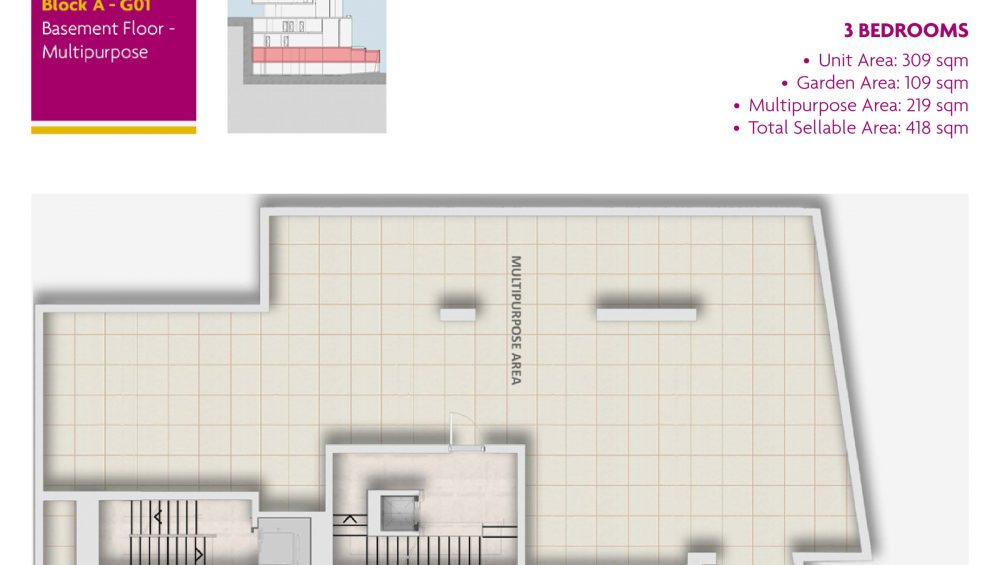 Block A - G01
Basement Floor -
Multipurpose
3 BEDROOMS
• Unit Area: 309 sqm
• Garden Area: 109 sqm
• Multipurpose Area: 219 sqm
• Total Sellable Area: 418 sqm
MULTIPURPOSE AREA